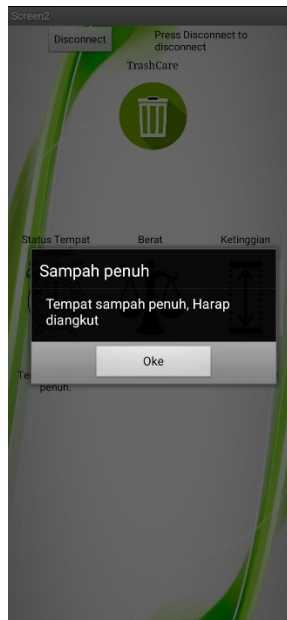 Screen2
Disconnect
Press Disconnect to
disconnect
TrashCare
Status Tempat
Berat
Ketinggian
Sampah penuh
Tempat sampah penuh, Harap
diangkut
Oke
penuh.